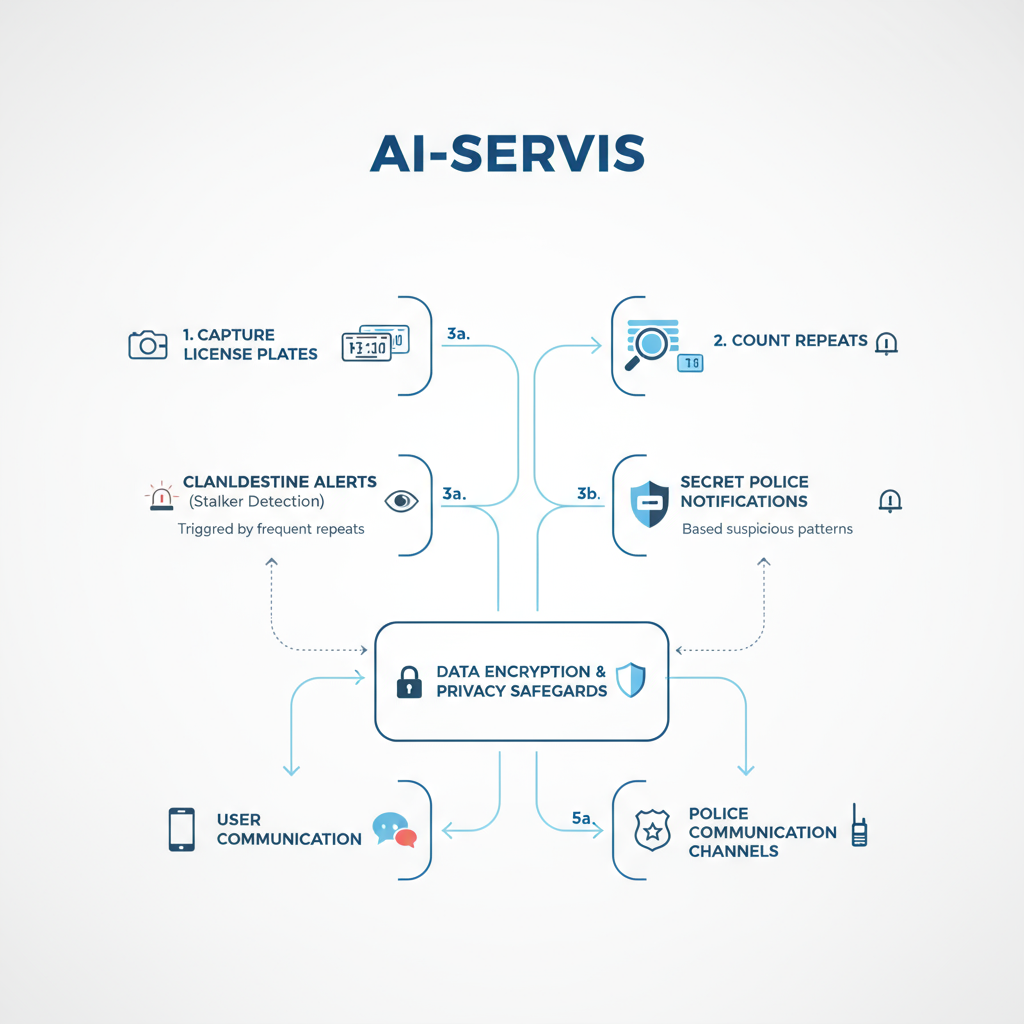 AI-SERVIS
1. CAPTURE
LICENSE PLATES
3a.
2. COUNT REPEATS
18
CLANLDESTINE ALERTS
(Stalker Detection)
Triggred by frequent repeats
3a.
3b.
SECRET POLICE
NOTIFICATIONS
Based suspicious patterns
DATA ENCRYPTION &
PRIVACY SAFEGARDS
USER
COMMUNICATION
5a.
POLICE
COMMUNICATION
CHANNELS